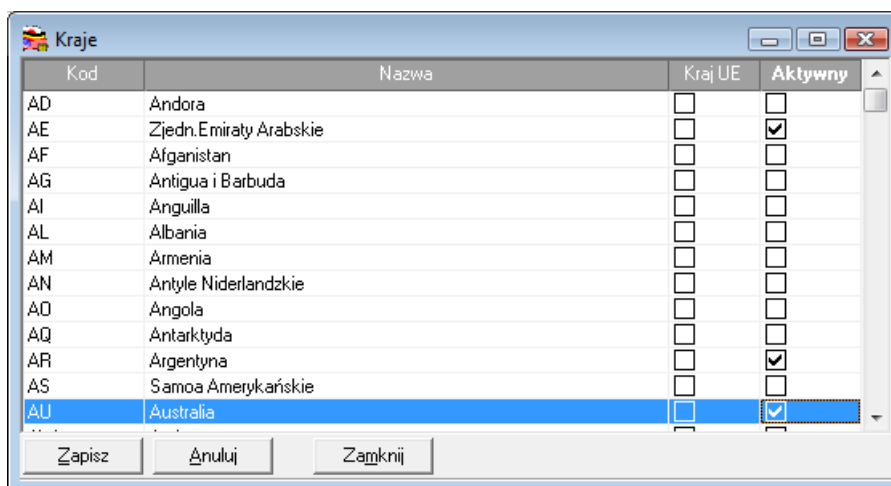 Kraje
Kod Nazwa Kraj UE Aktywny
AD Andora
AE Zjedn.Emiraty Arabskie
AF Afganistan
AG Antigua i Barbuda
AI Anguilla
AL Albania
AM Armenia
AN Antyle Niderlandzkie
AO Angola
AQ Antarktyda
AR Argentyna
AS Samoa Amerykańskie
AU Australia
Zapisz Anuluj Zamknij